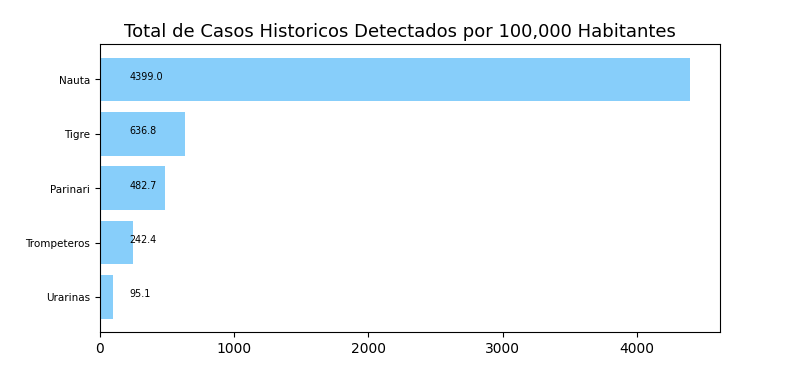 Total de Casos Historicos Detectados por 100,000 Habitantes
Nauta 4399.0
Tigre 636.8
Parinari 482.7
Trompeteros 242.4
Urarinas 95.1
0 1000 2000 3000 4000